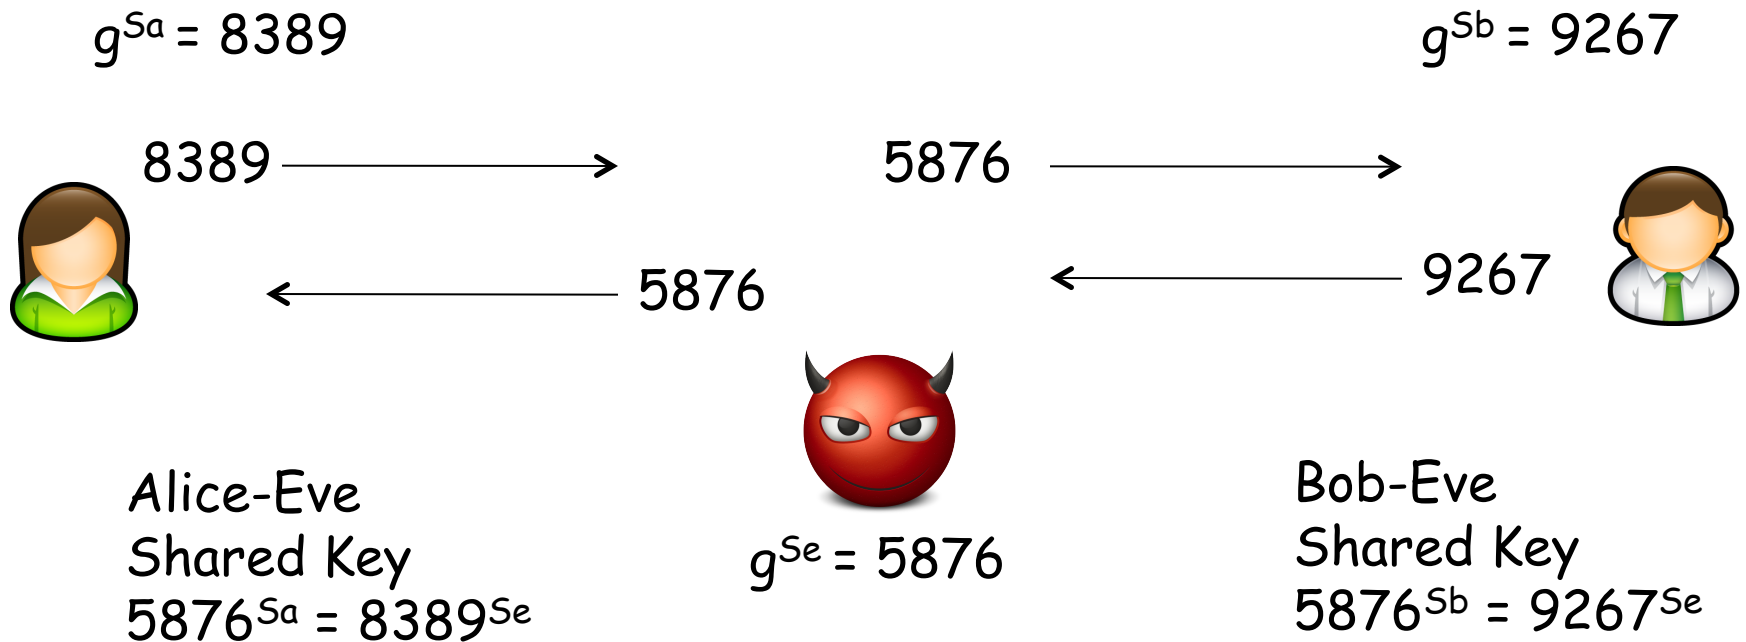 g^Sa = 8389
g^Sb = 9267
8389
5876
5876
9267
g^Se = 5876
Alice-Eve
Shared Key
5876^Sa = 8389^Se
Bob-Eve
Shared Key
5876^Sb = 9267^Se